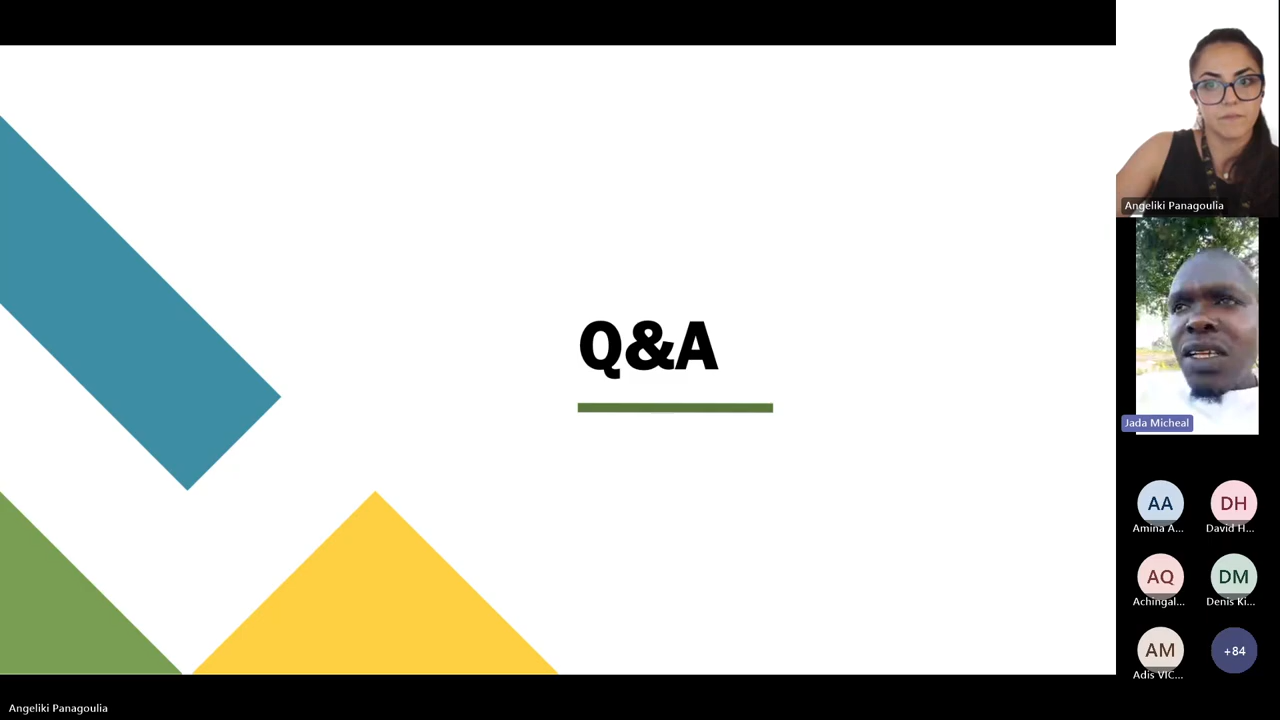 Q&A
Angeliki Panagoulia
Jada Micheal
AA
DH
Amina A...
David H...
AQ
DM
Achingal...
Denis Ki...
AM
+84
Adis VIC...
Angeliki Panagoulia